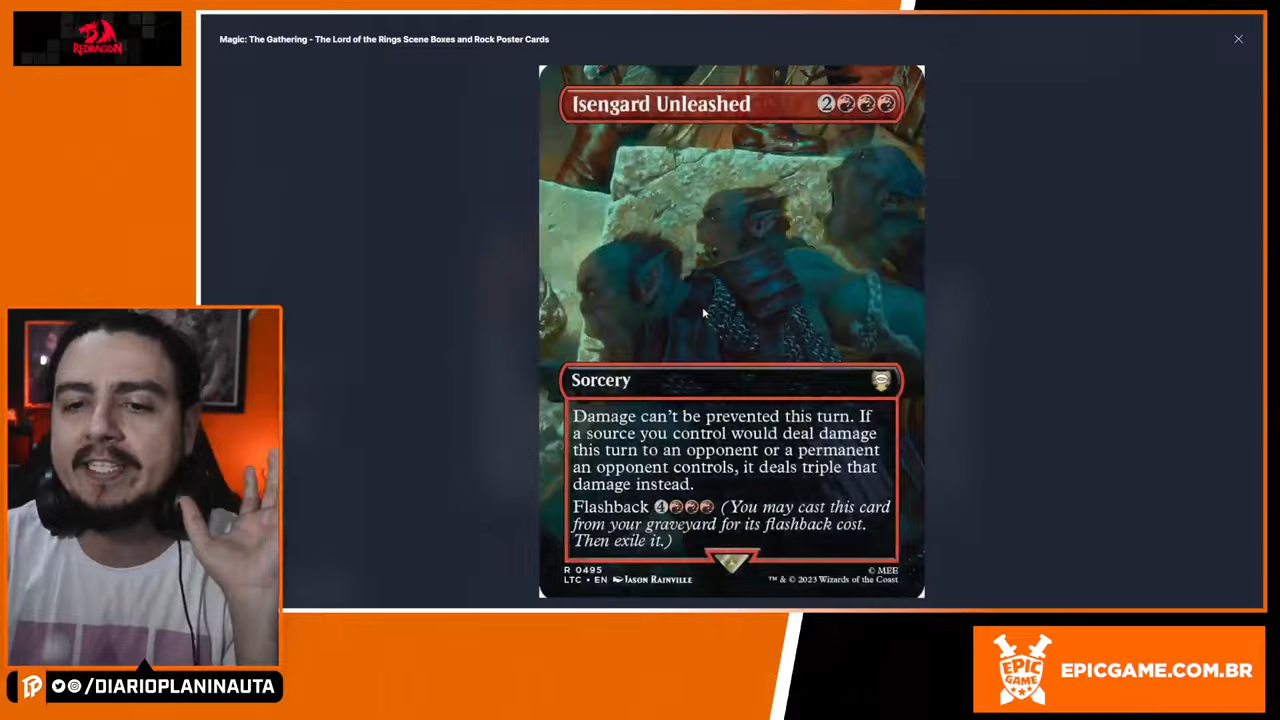 REDRAGON
Magic: The Gathering - The Lord of the Rings Scene Boxes and Rock Poster Cards
Isengard Unleashed
2
Sorcery
Damage can't be prevented this turn. If
a source you control would deal damage
this turn to an opponent or a permanent
an opponent controls, it deals triple that
damage instead.
Flashback 4 (You may cast this card
from your graveyard for its flashback cost.
Then exile it.)
R 0495
LTC • EN JASON RAINVILLE
© MEE
™ & © 2023 Wizards of the Coast
/DIARIOPLANINAUTA
EPIC
GAME
EPICGAME.COM.BR